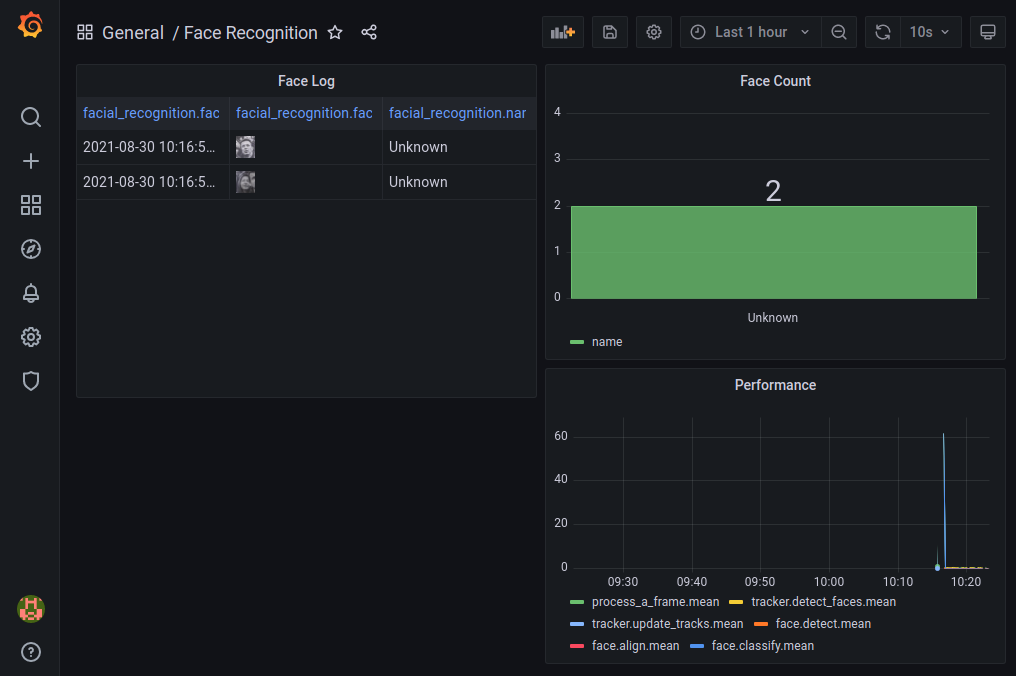 General / Face Recognition
Last 1 hour
10s
Face Log
facial_recognition.fac
facial_recognition.fac
facial_recognition.nar
2021-08-30 10:16:5... Unknown
2021-08-30 10:16:5... Unknown
Face Count
4
3
2
1
0
2
Unknown
name
Performance
60
40
20
0
09:30 09:40 09:50 10:00 10:10 10:20
process_a_frame.mean tracker.detect_faces.mean
tracker.update_tracks.mean face.detect.mean
face.align.mean face.classify.mean